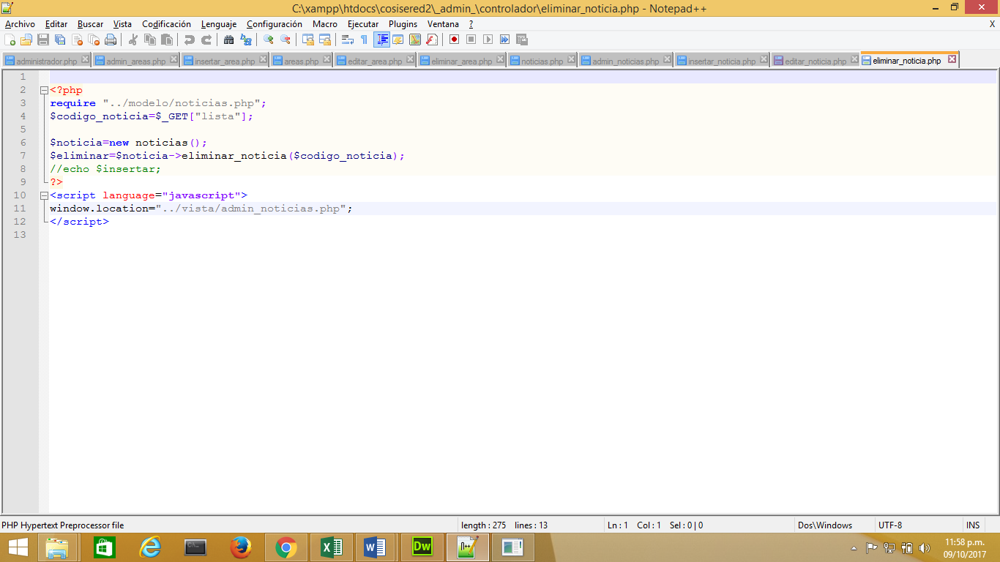 C:\xampp\htdocs\cosisered2\_admin_\controlador\eliminar_noticia.php - Notepad++
Archivo Editar Buscar Vista Codificación Lenguaje Configuración Macro Ejecutar Plugins Ventana ? X
administrador.php admin_areas.php insertar_area.php areas.php editar_area.php eliminar_area.php noticias.php admin_noticias.php insertar_noticia.php editar_noticia.php eliminar_noticia.php
1
2 <?php
3 require "../modelo/noticias.php";
4 $codigo_noticia=$_GET["lista"];
5
6 $noticia=new noticias();
7 $eliminar=$noticia->eliminar_noticia($codigo_noticia);
8 //echo $insertar;
9 ?>
10 <script language="javascript">
11 window.location="../vista/admin_noticias.php";
12 </script>
13
PHP Hypertext Preprocessor file length : 275 lines : 13 Ln : 1 Col : 1 Sel : 0 | 0 Dos\Windows UTF-8 INS
11:58 p.m.
09/10/2017